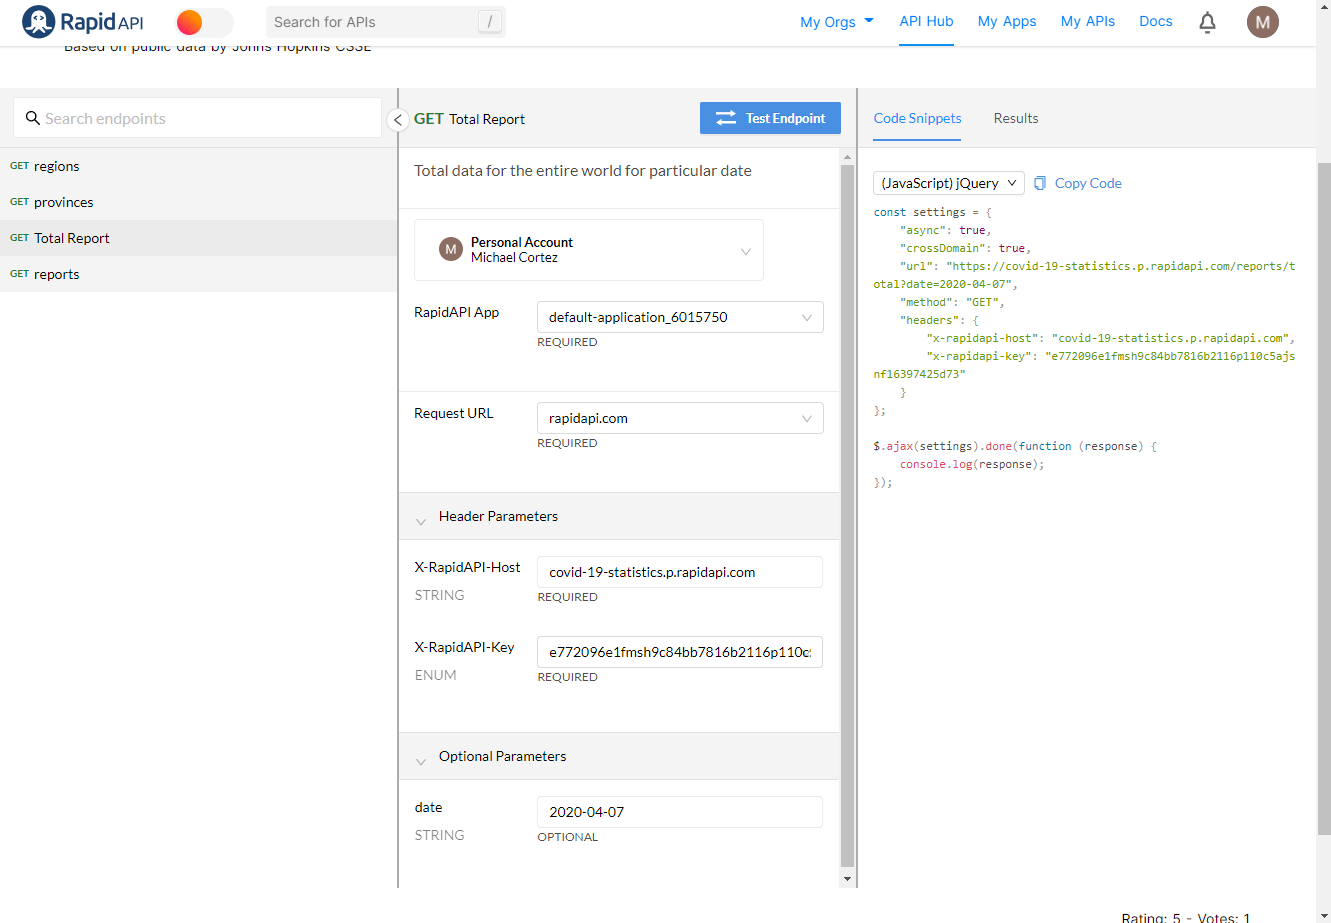 RapidAPI
Search for APIs
/
My Orgs
API Hub
My Apps
My APIs
Docs
M
Based on public data by Johns Hopkins CSSE
Search endpoints
GET regions
GET provinces
GET Total Report
GET reports
GET Total Report
Test Endpoint
Total data for the entire world for particular date
M
Personal Account
Michael Cortez
RapidAPI App
default-application_6015750
REQUIRED
Request URL
rapidapi.com
REQUIRED
Header Parameters
X-RapidAPI-Host
covid-19-statistics.p.rapidapi.com
STRING
REQUIRED
X-RapidAPI-Key
e772096e1fmsh9c84bb7816b2116p110c
ENUM
REQUIRED
Optional Parameters
date
2020-04-07
STRING
OPTIONAL
Code Snippets
Results
(JavaScript) jQuery
Copy Code
const settings = {
"async": true,
"crossDomain": true,
"url": "https://covid-19-statistics.p.rapidapi.com/reports/t
otal?date=2020-04-07",
"method": "GET",
"headers": {
"x-rapidapi-host": "covid-19-statistics.p.rapidapi.com",
"x-rapidapi-key": "e772096e1fmsh9c84bb7816b2116p110c5ajs
nf16397425d73"
}
};
$.ajax(settings).done(function (response) {
console.log(response);
});
Rating: 5 - Votes: 1